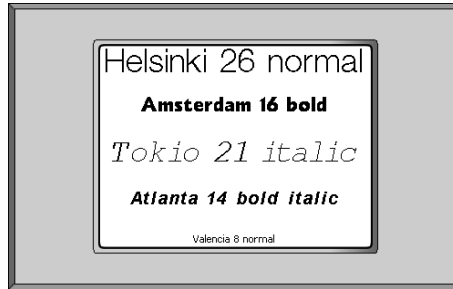 Helsinki 26 normal
Amsterdam 16 bold
Tokio 21 italic
Atlanta 14 bold italic
Valencia 8 normal